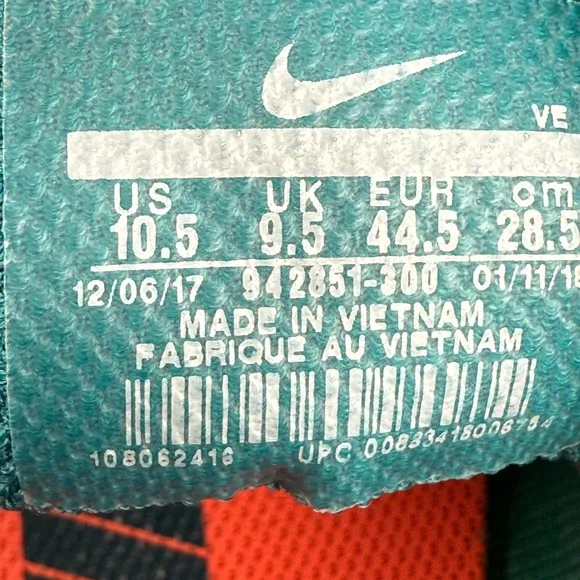 VE
US UK EUR cm
10.5 9.5 44.5 28.5
12/06/17 942851-300 01/11/18
MADE IN VIETNAM
FABRIQUE AU VIETNAM
108062416 UPC 00883418006754